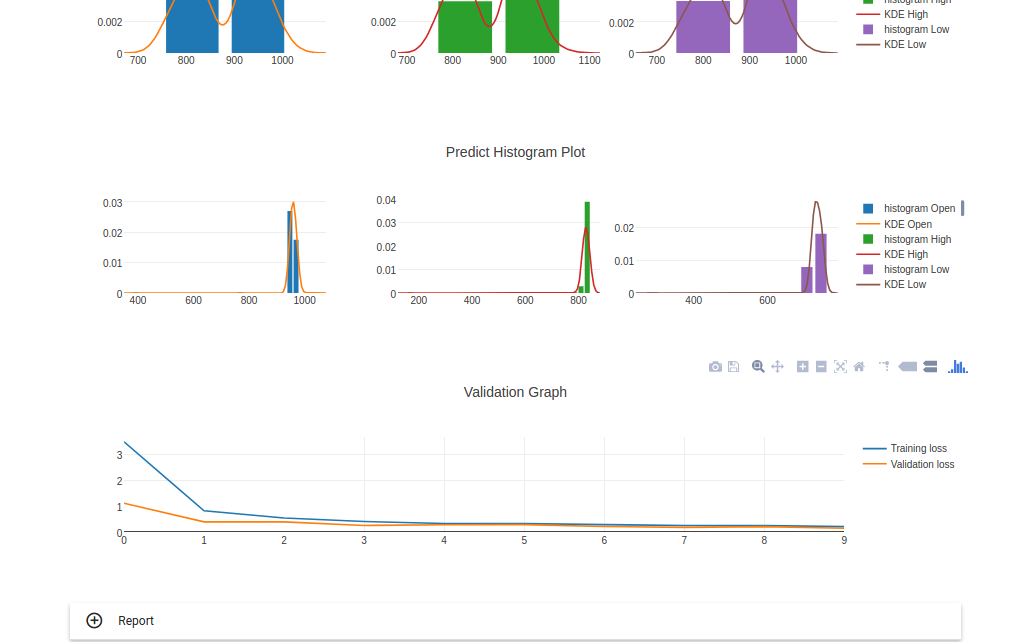 histogram High
0.002
0.002
0.002
KDE High
histogram Low
KDE Low
0
700 800 900 1000
0
700 800 900 1000 1100
0
700 800 900 1000
Predict Histogram Plot
0.03
0.02
0.01
0
400 600 800 1000
0.04
0.03
0.02
0.01
0
200 400 600 800
0.02
0.01
0
400 600
histogram Open
KDE Open
histogram High
KDE High
histogram Low
KDE Low
Validation Graph
3
2
1
0
0 1 2 3 4 5 6 7 8 9
Training loss
Validation loss
Report